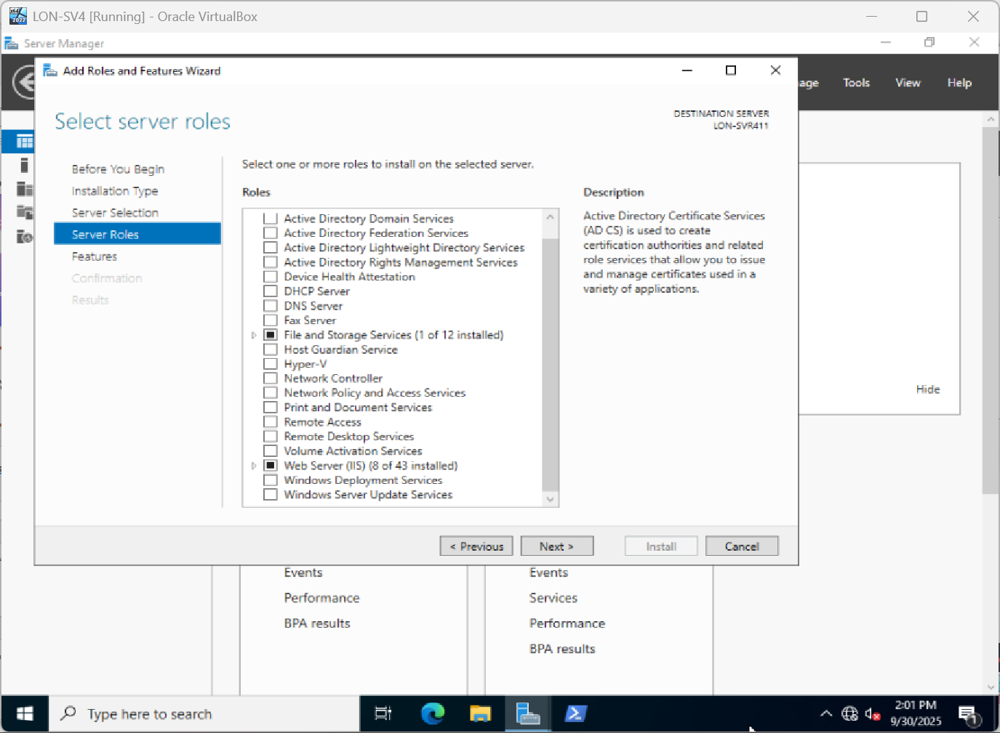 LON-SV4 [Running] - Oracle VirtualBox
Server Manager
Add Roles and Features Wizard
Tools
View
Help
Select server roles
DESTINATION SERVER
LON-SVR411
Before You Begin
Installation Type
Server Selection
Server Roles
Features
Confirmation
Results
Select one or more roles to install on the selected server.
Roles
Active Directory Domain Services
Active Directory Federation Services
Active Directory Lightweight Directory Services
Active Directory Rights Management Services
Device Health Attestation
DHCP Server
DNS Server
Fax Server
File and Storage Services (1 of 12 installed)
Host Guardian Service
Hyper-V
Network Controller
Network Policy and Access Services
Print and Document Services
Remote Access
Remote Desktop Services
Volume Activation Services
Web Server (IIS) (8 of 43 installed)
Windows Deployment Services
Windows Server Update Services
Description
Active Directory Certificate Services
(AD CS) is used to create
certification authorities and related
role services that allow you to issue
and manage certificates used in a
variety of applications.
Hide
< Previous
Next >
Install
Cancel
Events
Performance
BPA results
Events
Services
Performance
BPA results
Type here to search
2:01 PM
9/30/2025
1